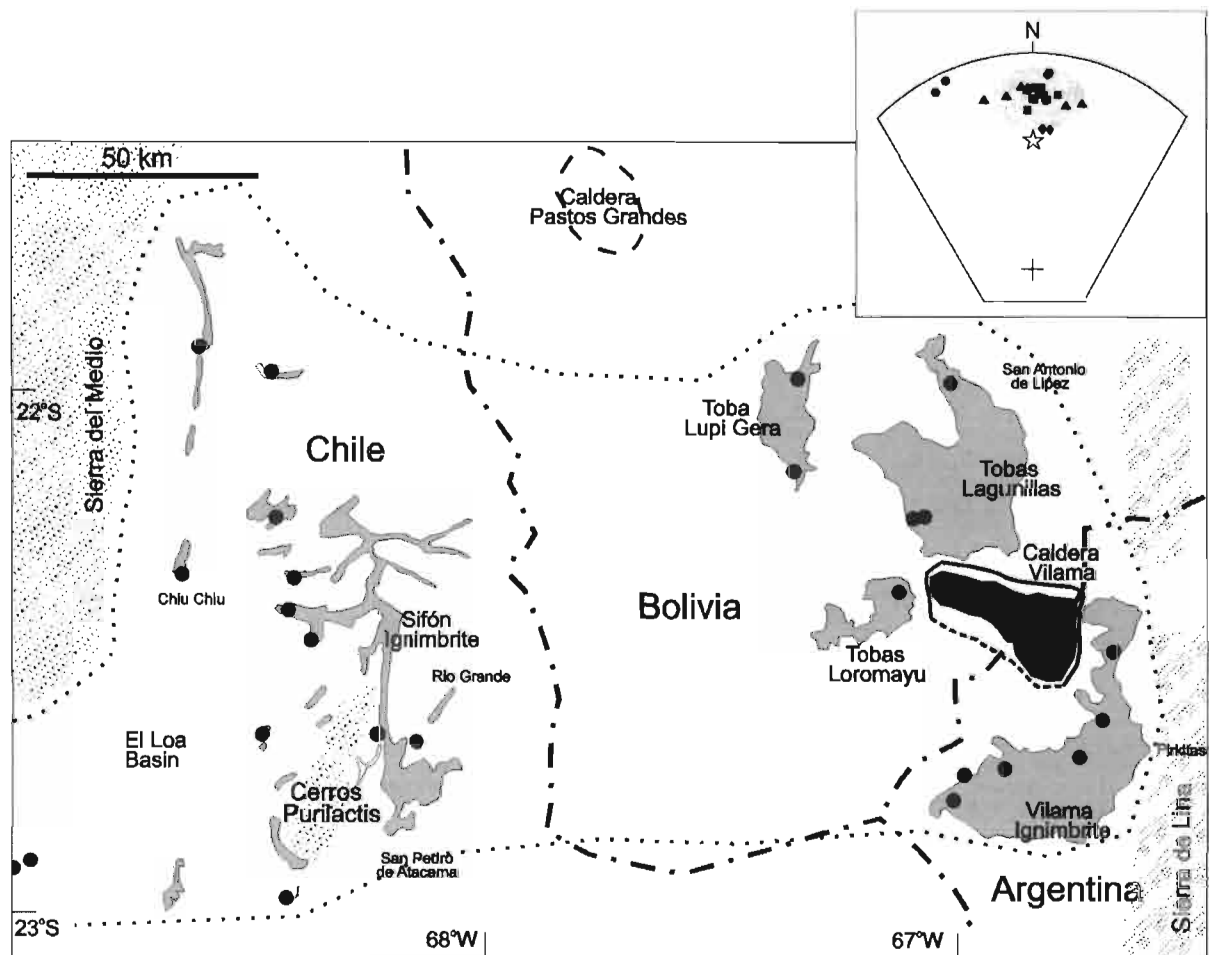 N
50 km
Caldera
Pastos Grandes
Sierra del Medio
22°S
Chile
Toba
Lupi Gera
San Antonio
de Lipez
Tobas
Lagunillas
Caldera
Vilama
Chiu Chiu
Sifón
Ignimbrite
Bolivia
Tobas
Loromayu
Rio Grande
El Loa
Basin
Cerros
Purilactis
Pirkitas
Vilama
Ignimbrite
San Pedro
de Atacama
Argentina
Sierra de Lina
23°S
68°W
67°W